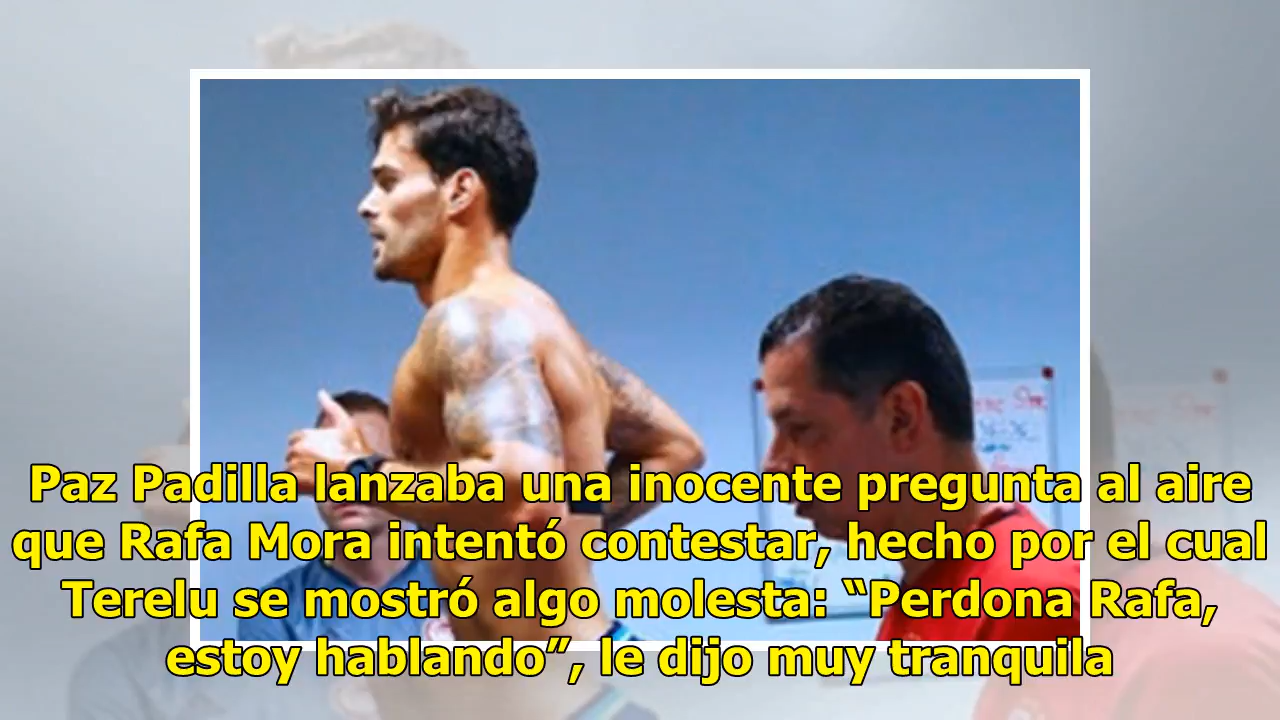 Paz Padilla lanzaba una inocente pregunta al aire
que Rafa Mora intentó contestar, hecho por el cual
Terelu se mostró algo molesta: “Perdona Rafa,
estoy hablando”, le dijo muy tranquila